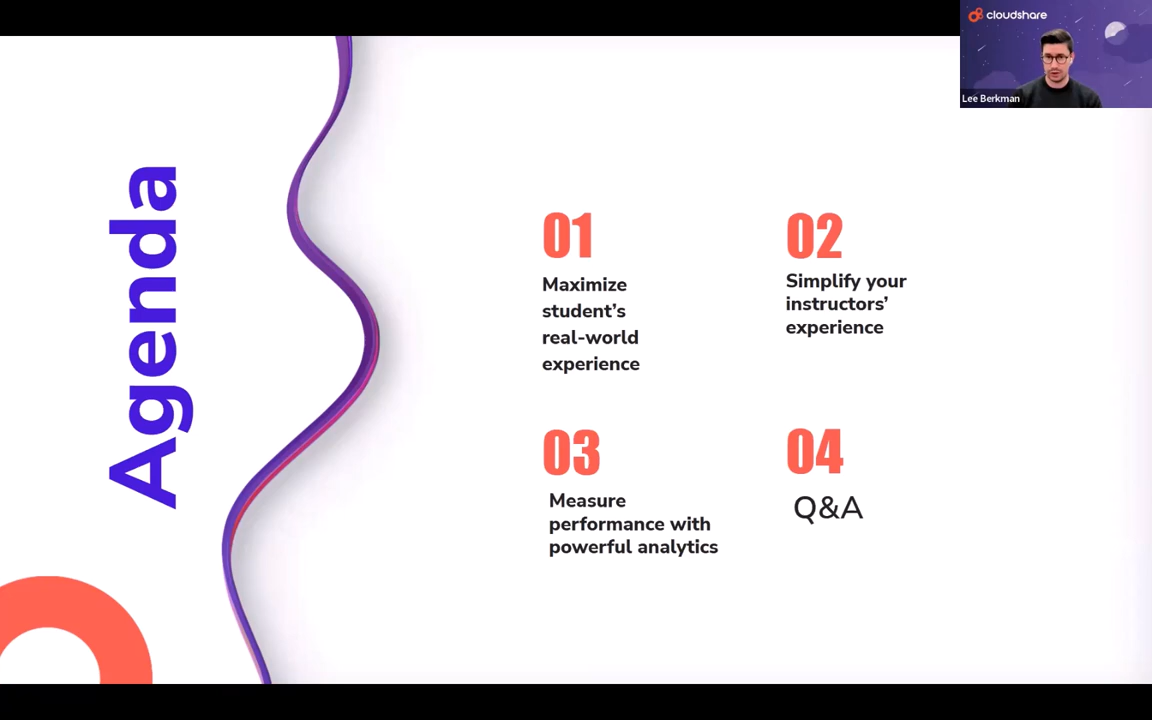 cloudshare
Lee Berkman
Agenda
01
Maximize
student’s
real-world
experience
02
Simplify your
instructors’
experience
03
Measure
performance with
powerful analytics
04
Q&A